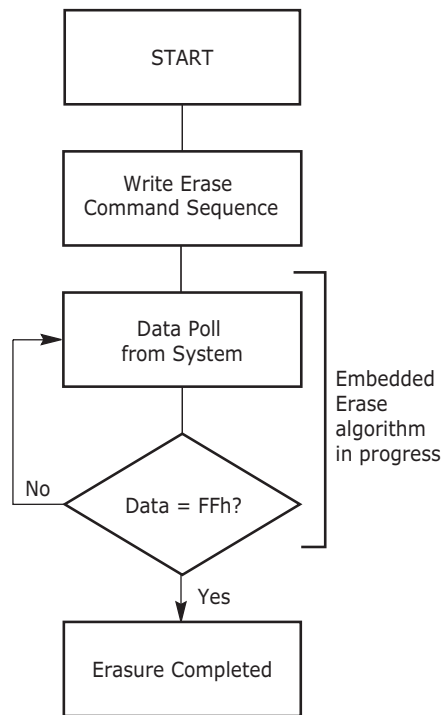 START
Write Erase
Command Sequence
Data Poll
from System
Embedded
Erase
algorithm
in progress
No
Data = FFh?
Yes
Erasure Completed